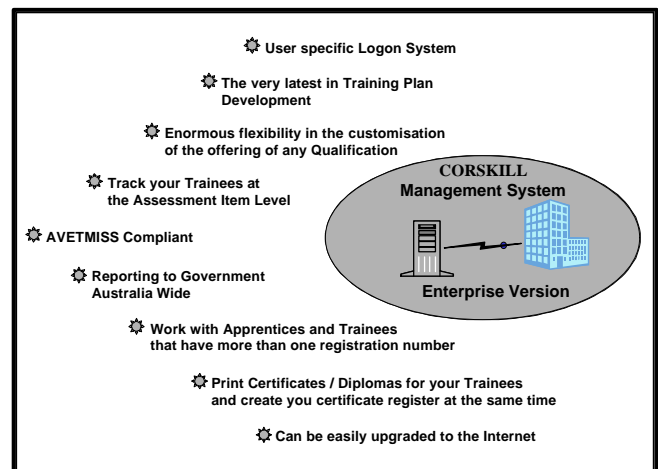 User specific Logon System
The very latest in Training Plan
Development
Enormous flexibility in the customisation
of the offering of any Qualification
Track your Trainees at
the Assessment Item Level
AVETMISS Compliant
Reporting to Government
Australia Wide
Work with Apprentices and Trainees
that have more than one registration number
Print Certificates / Diplomas for your Trainees
and create you certificate register at the same time
Can be easily upgraded to the Internet
CORSKILL
Management System
Enterprise Version